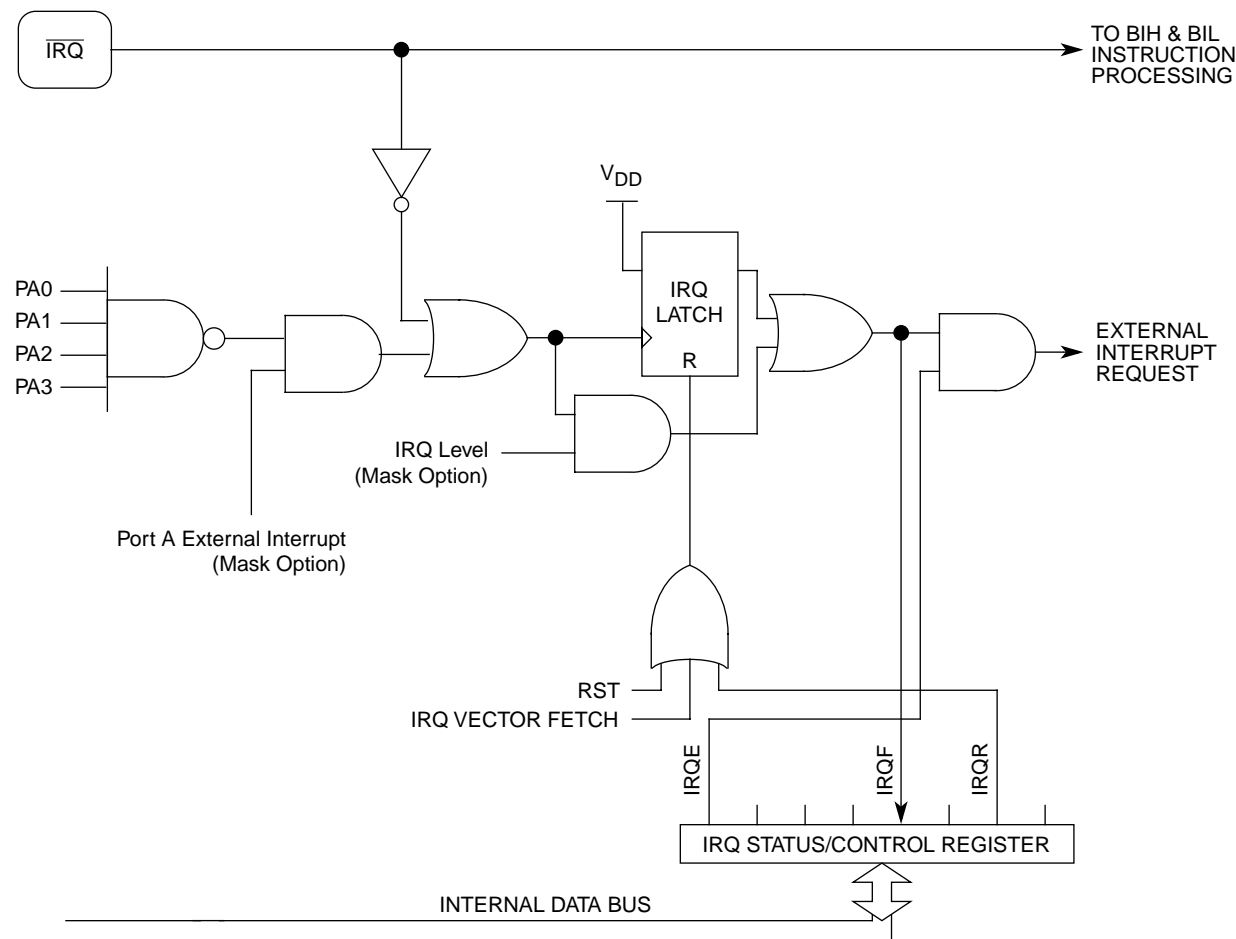 IRQ
TO BIH & BIL
INSTRUCTION
PROCESSING
VDD
PA0
PA1
PA2
PA3
IRQ
LATCH
R
EXTERNAL
INTERRUPT
REQUEST
IRQ Level
(Mask Option)
Port A External Interrupt
(Mask Option)
RST
IRQ VECTOR FETCH
IRQE
IRQF
IRQR
IRQ STATUS/CONTROL REGISTER
INTERNAL DATA BUS